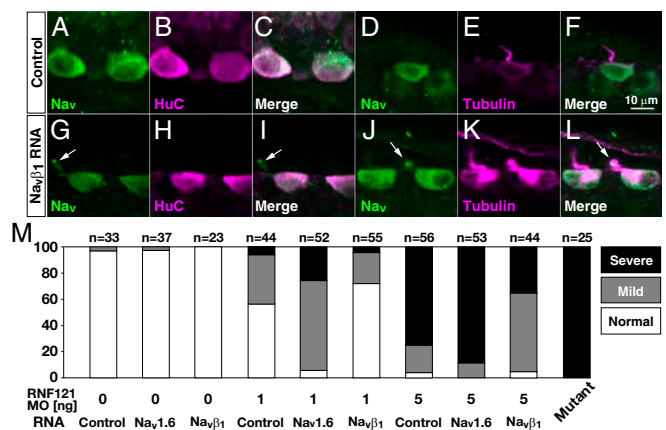 Control
A B C D E F
Nav HuC Merge Nav Tubulin Merge
10 μm
Navβ1 RNA
G H I J K L
Nav HuC Merge Nav Tubulin Merge
M
n=33 n=37 n=23 n=44 n=52 n=55 n=56 n=53 n=44 n=25
100
80
60
40
20
0
Severe
Mild
Normal
RNF121 MO [ng] 0 0 0 1 1 1 5 5 5 Mutant
RNA Control Nav1.6 Navβ1 Control Nav1.6 Navβ1 Control Nav1.6 Navβ1